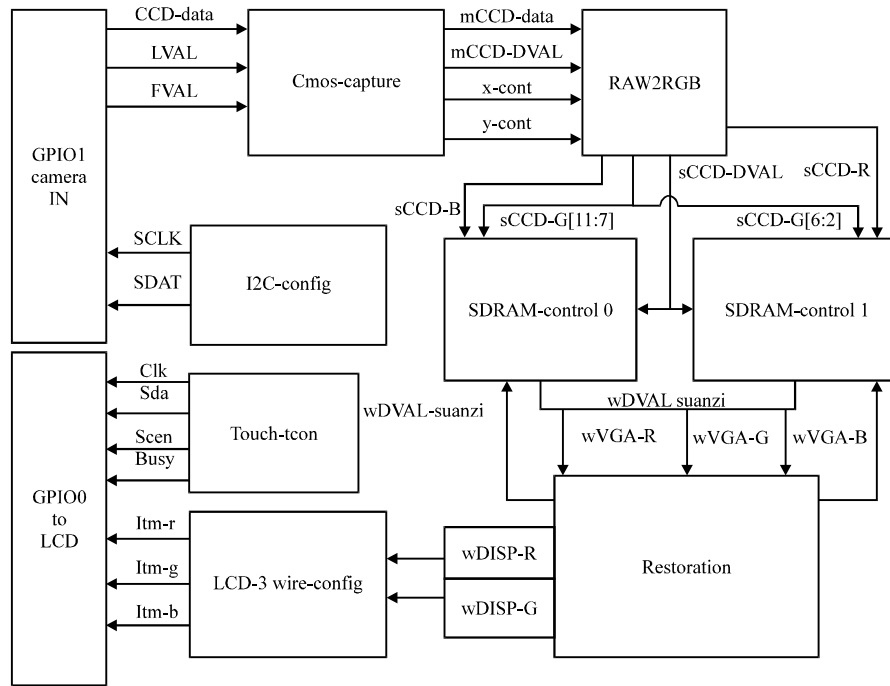 CCD-data
LVAL
FVAL
GPIO1
camera
IN
Cmos-capture
mCCD-data
mCCD-DVAL
x-cont
y-cont
RAW2RGB
sCCD-DVAL
sCCD-R
sCCD-B
sCCD-G[11:7]
sCCD-G[6:2]
SCLK
SDAT
I2C-config
SDRAM-control 0
SDRAM-control 1
Clk
Sda
Scen
Busy
Touch-tcon
wDVAL-suanzi
wDVAL suanzi
wVGA-R
wVGA-G
wVGA-B
GPIO0
to
LCD
Itm-r
Itm-g
Itm-b
LCD-3 wire-config
wDISP-R
wDISP-G
Restoration